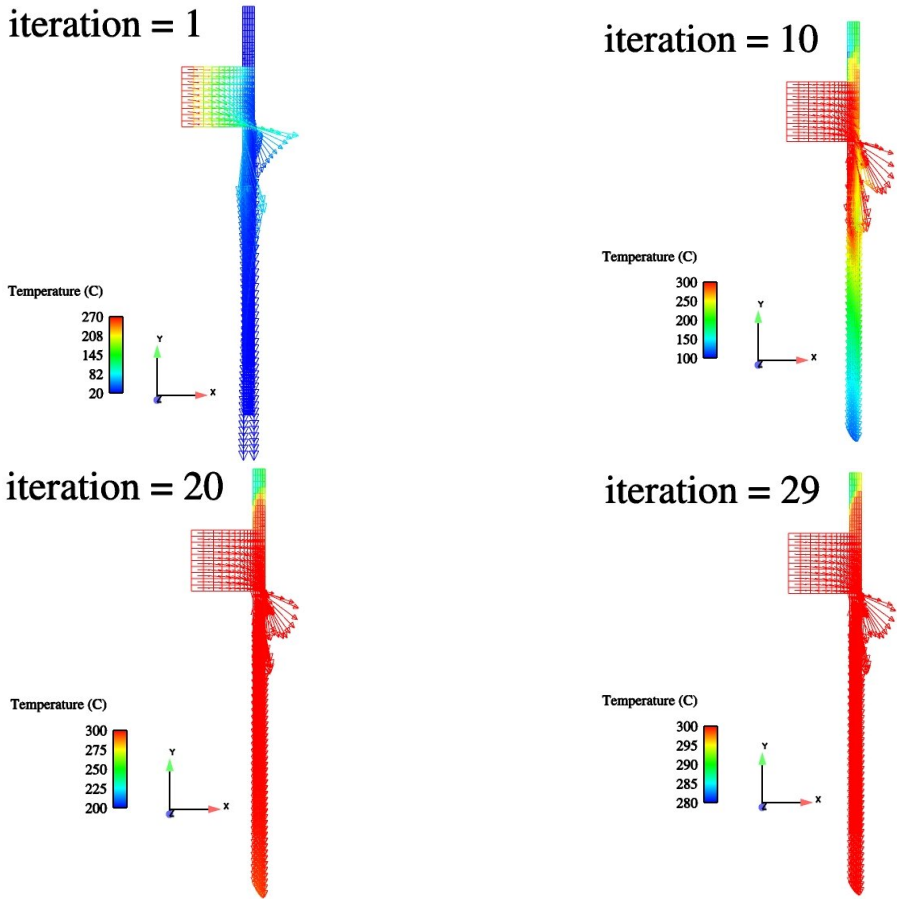 iteration = 1
Temperature (C)
270
208
145
82
20
Y
X
Z
iteration = 10
Temperature (C)
300
250
200
150
100
Y
X
Z
iteration = 20
Temperature (C)
300
275
250
225
200
Y
X
Z
iteration = 29
Temperature (C)
300
295
290
285
280
Y
X
Z